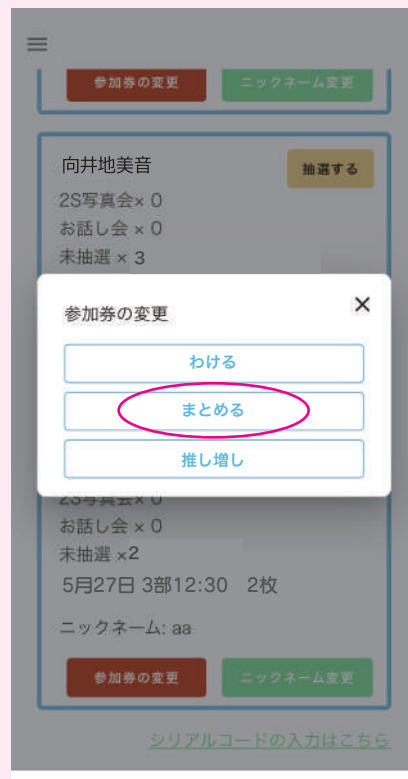 参加券の変更 ニックネーム変更
向井地美音 抽選する
2S写真会× 0
お話し会 × 0
未抽選 × 3
参加券の変更 ×
わける
まとめる
推し増し
2S写真会× 0
お話し会 × 0
未抽選 ×2
5月27日 3部12:30 2枚
ニックネーム: aa
参加券の変更 ニックネーム変更
シリアルコードの入力はこちら